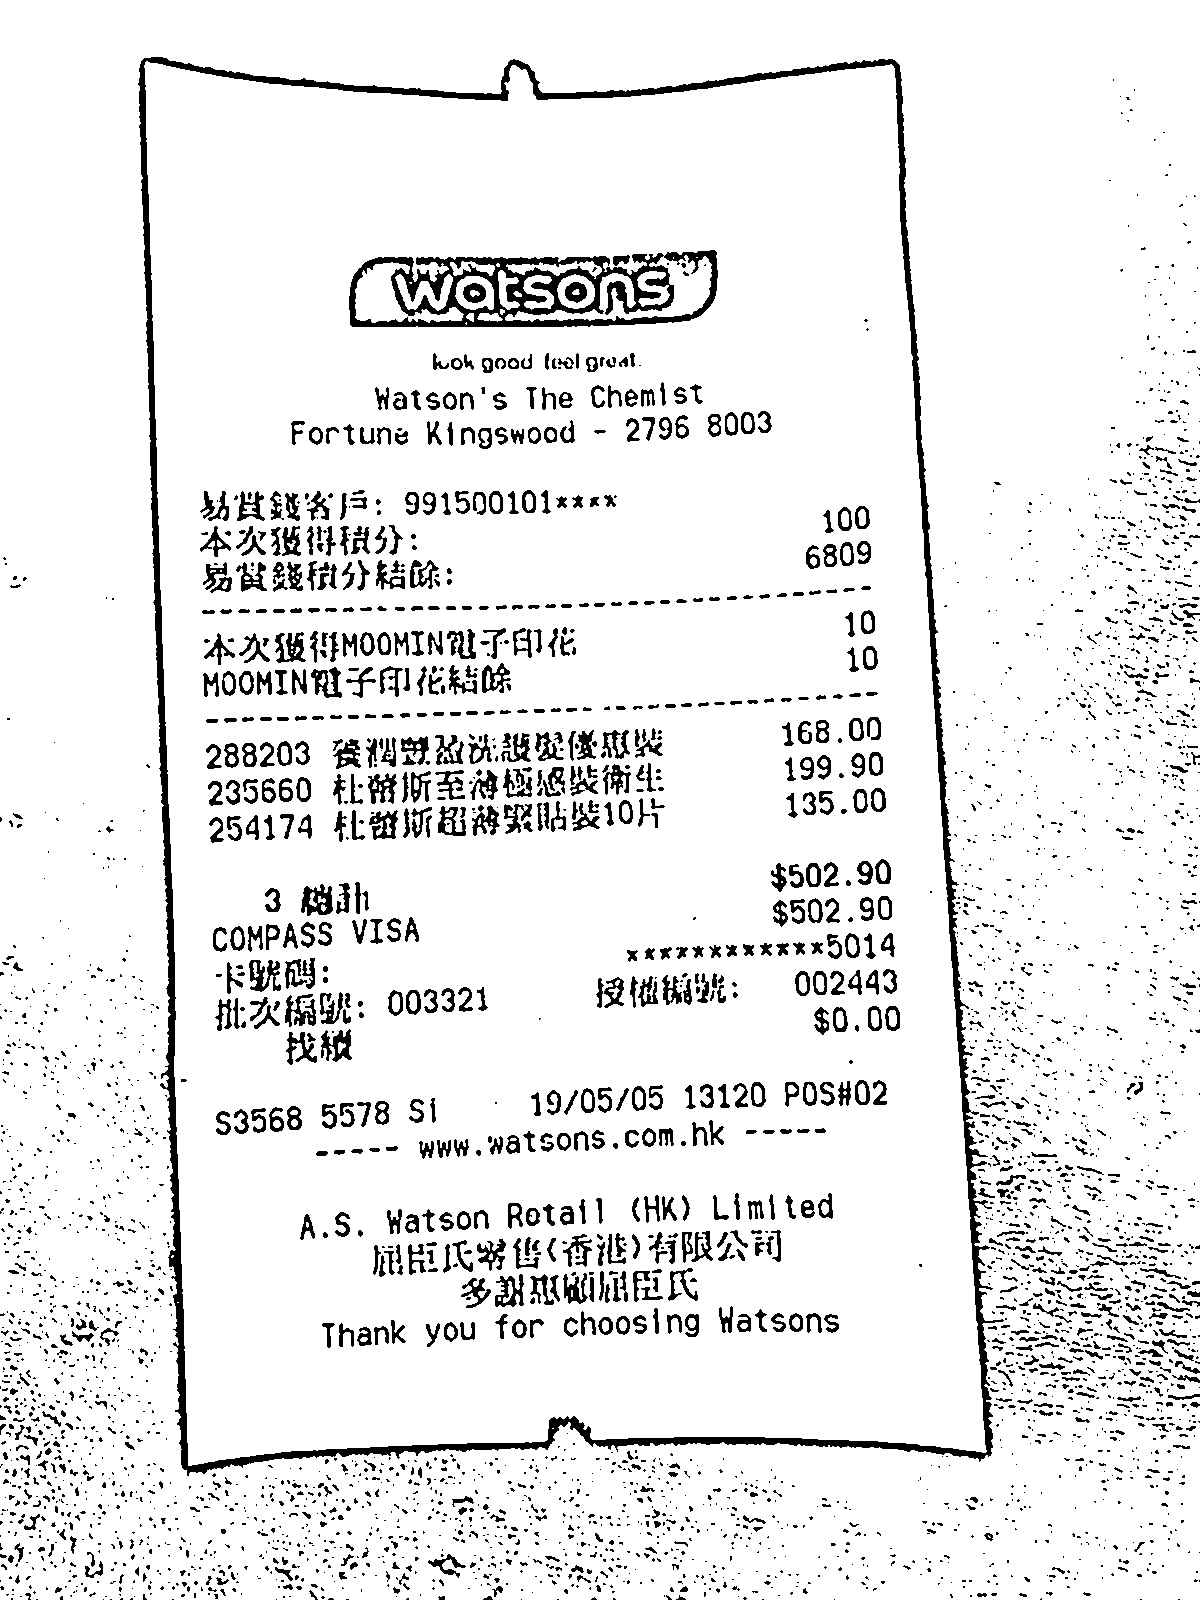 watsons
look good feel great.
Watson's The Chemist
Fortune Kingswood - 2796 8003
易賞錢客戶: 991500101****
本次獲得積分: 100
易賞錢積分結餘: 6809
本次獲得MOOMIN電子印花 10
MOOMIN電子印花結餘 10
288203 養潤豐盈洗護髮優惠裝 168.00
235660 杜蕾斯至薄極感裝衛生 199.90
254174 杜蕾斯超薄緊貼裝10片 135.00
3 總計 $502.90
COMPASS VISA $502.90
卡號碼: ************5014
批次編號: 003321 授權編號: 002443
找續 $0.00
S3568 5578 Si 19/05/05 13120 POS#02
----- www.watsons.com.hk -----
A.S. Watson Retail (HK) Limited
屈臣氏零售(香港)有限公司
多謝惠顧屈臣氏
Thank you for choosing Watsons